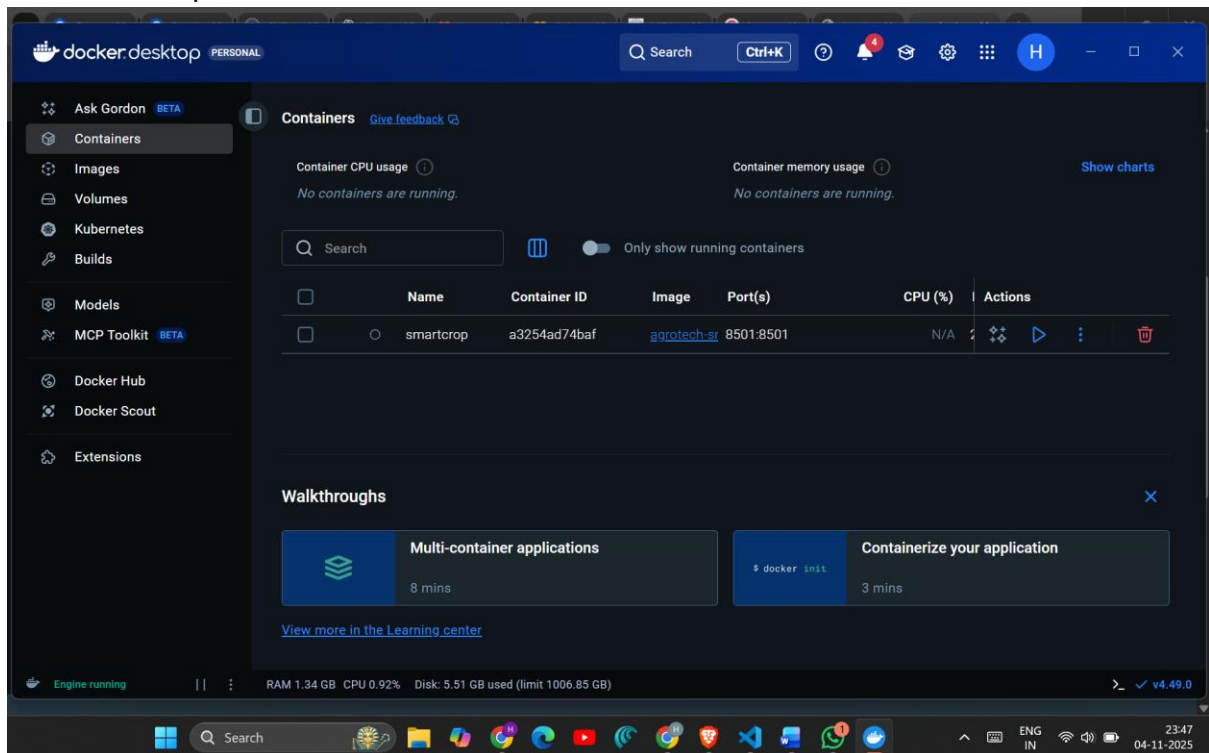 docker.desktop PERSONAL
Search Ctrl+K
4
H
Ask Gordon BETA
Containers
Images
Volumes
Kubernetes
Builds
Models
MCP Toolkit BETA
Docker Hub
Docker Scout
Extensions
Containers Give feedback
Container CPU usage
No containers are running.
Container memory usage
No containers are running.
Show charts
Search
Only show running containers
Name Container ID Image Port(s) CPU (%) Actions
smartcrop a3254ad74baf agrotech-sr 8501:8501 N/A 2
Walkthroughs
Multi-container applications
8 mins
$ docker init
Containerize your application
3 mins
View more in the Learning center
Engine running
RAM 1.34 GB CPU 0.92% Disk: 5.51 GB used (limit 1006.85 GB)
v4.49.0
Search
1
ENG
IN
23:47
04-11-2025